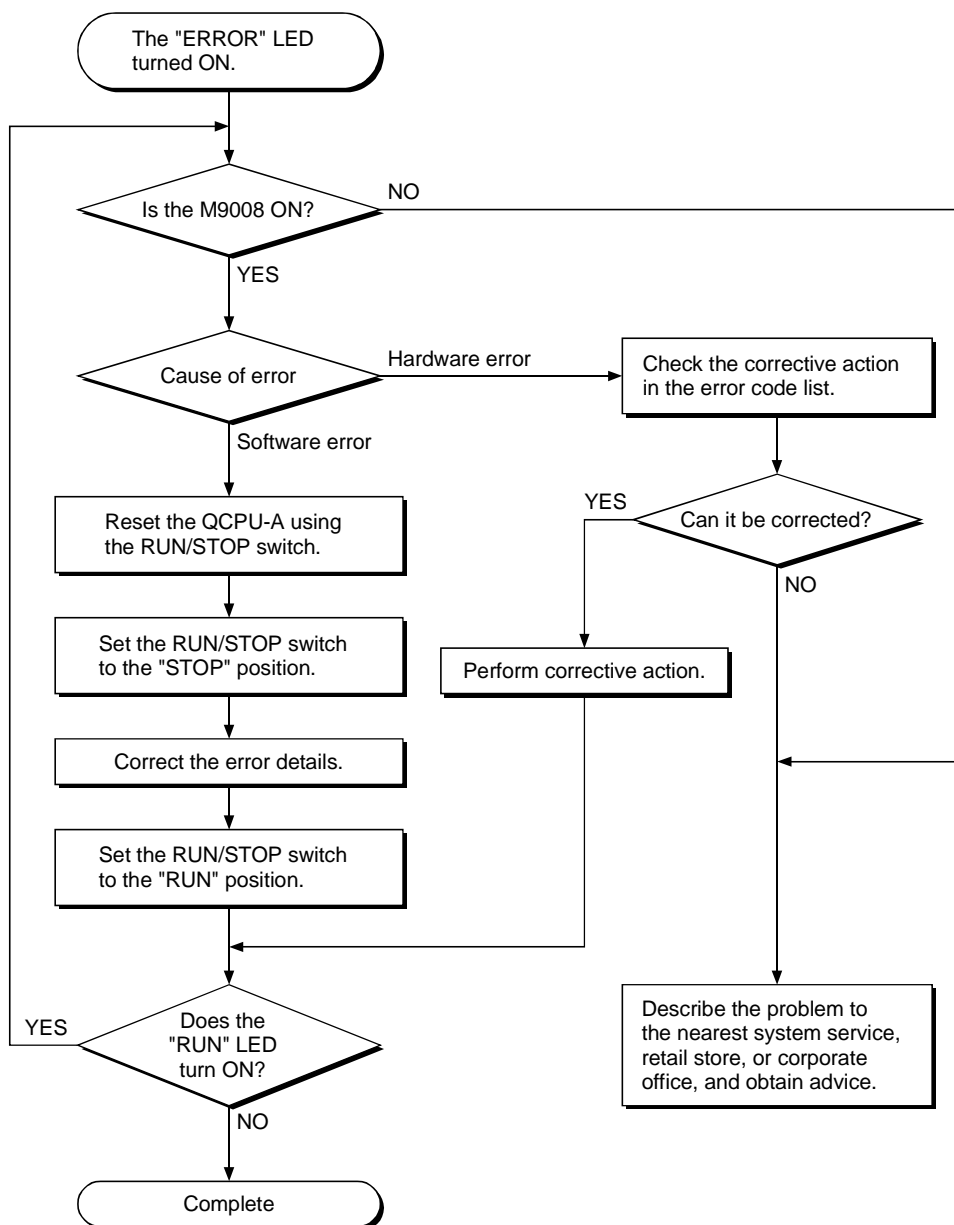 The "ERROR" LED
turned ON.
Is the M9008 ON?
NO
YES
Cause of error
Hardware error
Software error
Check the corrective action
in the error code list.
Can it be corrected?
YES
NO
Reset the QCPU-A using
the RUN/STOP switch.
Set the RUN/STOP switch
to the "STOP" position.
Perform corrective action.
Correct the error details.
Set the RUN/STOP switch
to the "RUN" position.
Does the
"RUN" LED
turn ON?
YES
NO
Describe the problem to
the nearest system service,
retail store, or corporate
office, and obtain advice.
Complete